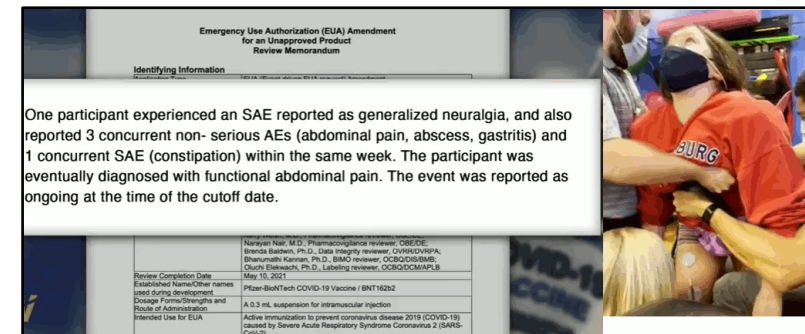 Emergency Use Authorization (EUA) Amendment
for an Unapproved Product
Review Memorandum
Identifying Information
One participant experienced an SAE reported as generalized neuralgia, and also
reported 3 concurrent non- serious AEs (abdominal pain, abscess, gastritis) and
1 concurrent SAE (constipation) within the same week. The participant was
eventually diagnosed with functional abdominal pain. The event was reported as
ongoing at the time of the cutoff date.
Narayan Nair, M.D., Pharmacovigilance reviewer, OBE/DE;
Brenda Baldwin, Ph.D., Data Integrity reviewer, OVRR/DVRPA;
Bhanumathi Kannan, Ph.D., BIMO reviewer, OCBQ/DIS/BMB;
Oluchi Elekwachi, Ph.D., Labeling reviewer, OCBQ/DCM/APLB
Review Completion Date May 10, 2021
Established Name/Other names
used during development Pfizer-BioNTech COVID-19 Vaccine / BNT162b2
Dosage Forms/Strengths and
Route of Administration A 0.3 mL suspension for intramuscular injection
Intended Use for EUA Active immunization to prevent coronavirus disease 2019 (COVID-19)
caused by Severe Acute Respiratory Syndrome Coronavirus 2 (SARS-
CoV-2)
BURG